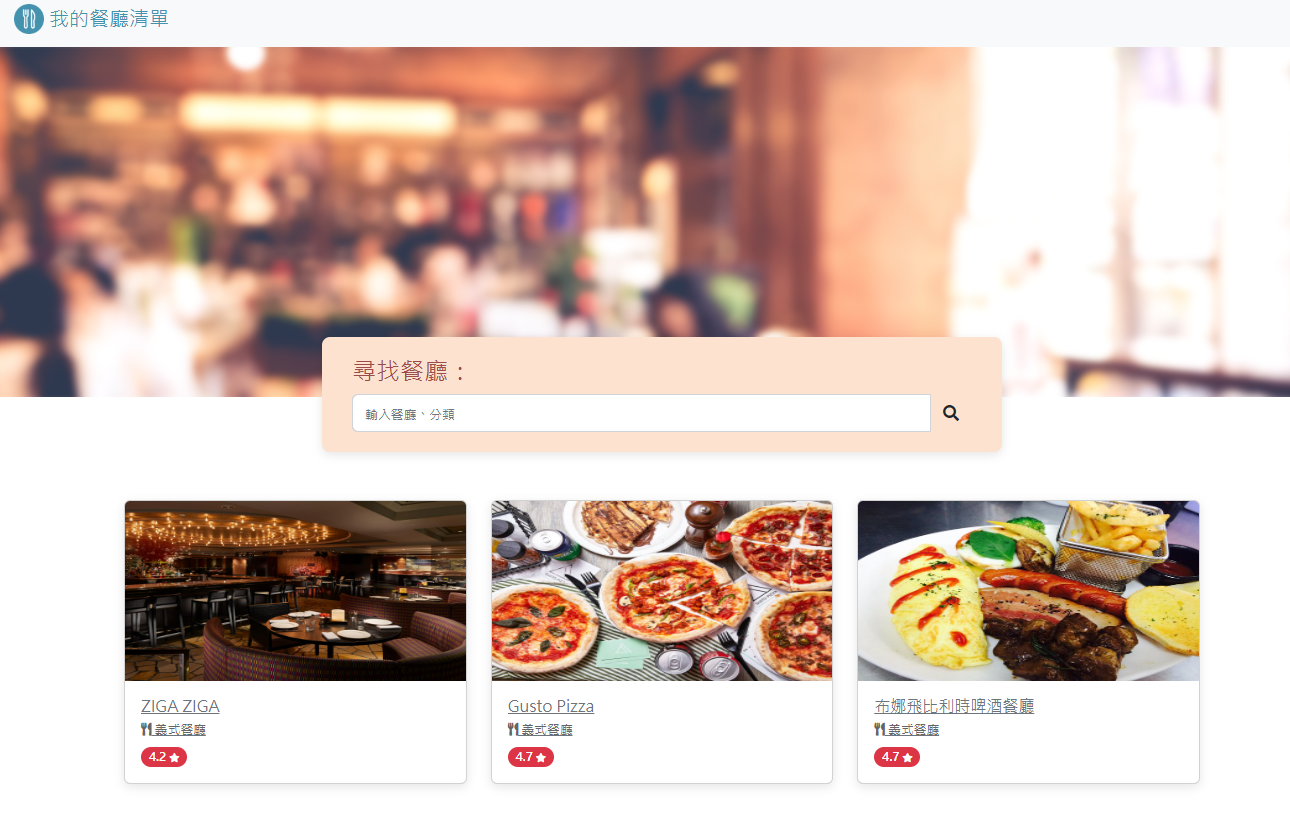 我的餐廳清單
尋找餐廳：
輸入餐廳、分類
ZIGA ZIGA
義式餐廳
4.2
Gusto Pizza
義式餐廳
4.7
布娜飛比利時啤酒餐廳
義式餐廳
4.7